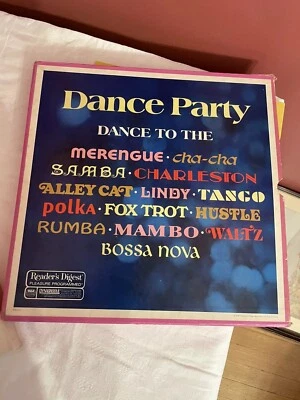 Dance Party
DANCE TO THE
MERENGUE • cha-cha
SAMBA • CHARLESTON
ALLEY CAT • LINDY • TANGO
polka • FOX TROT • HUSTLE
RUMBA • MAMBO • WALTZ
BOSSA NOVA
Reader's Digest
PLEASURE PROGRAMMED